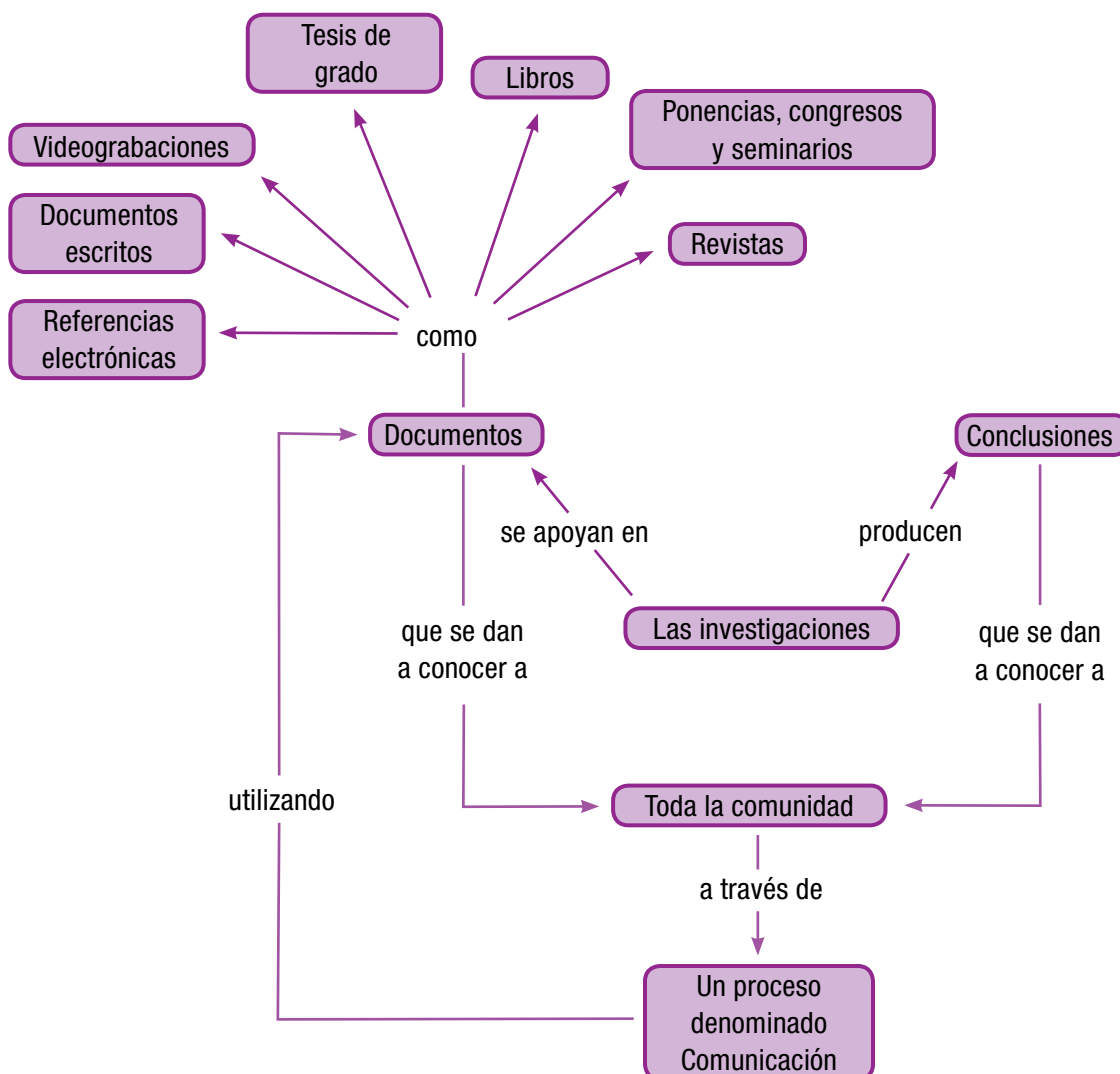 Tesis de
grado
Libros
Ponencias, congresos
y seminarios
Videograbaciones
Documentos
escritos
Revistas
Referencias
electrónicas
como
Documentos
Conclusiones
se apoyan en
producen
Las investigaciones
que se dan
a conocer a
que se dan
a conocer a
utilizando
Toda la comunidad
a través de
Un proceso
denominado
Comunicación